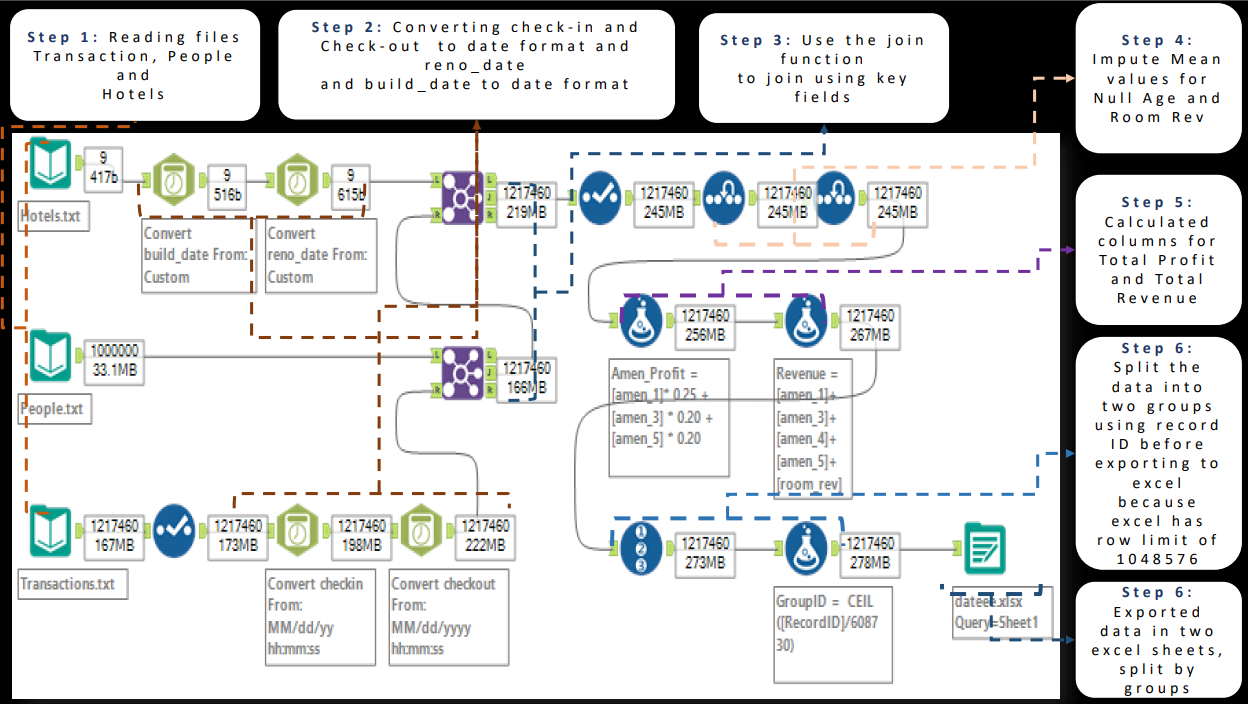 Step 1: Reading files
Transaction, People
and
Hotels
Step 2: Converting check-in and
Check-out to date format and
reno_date
and build_date to date format
Step 3: Use the join
function
to join using key
fields
Step 4:
Impute Mean
values for
Null Age and
Room Rev
9
417b
9
516b
9
615b
1217460
219MB
1217460
245MB
1217460
245MB
1217460
245MB
L
R
L
J
R
Hotels.txt
Convert
build_date From:
Custom
Convert
reno_date From:
Custom
Step 5:
Calculated
columns for
Total Profit
and Total
Revenue
1217460
256MB
1217460
267MB
1000000
33.1MB
L
R
L
J
R
1217460
166MB
People.txt
Amen_Profit =
[amen_1]* 0.25 +
[amen_3] * 0.20 +
[amen_5] * 0.20
Revenue =
[amen_1]+
[amen_3]+
[amen_4]+
[amen_5]+
[room_rev]
Step 6:
Split the
data into
two groups
using record
ID before
exporting to
excel
because
excel has
row limit of
1048576
1217460
167MB
1217460
173MB
1217460
198MB
1217460
222MB
1
2
3
1217460
273MB
1217460
278MB
Transactions.txt
Convert checkin
From:
MM/dd/yy
hh:mm:ss
Convert checkout
From:
MM/dd/yyyy
hh:mm:ss
GroupID = CEIL
([RecordID]/6087
30)
dateee.xlsx
Query=Sheet1
Step 6:
Exported
data in two
excel sheets,
split by
groups